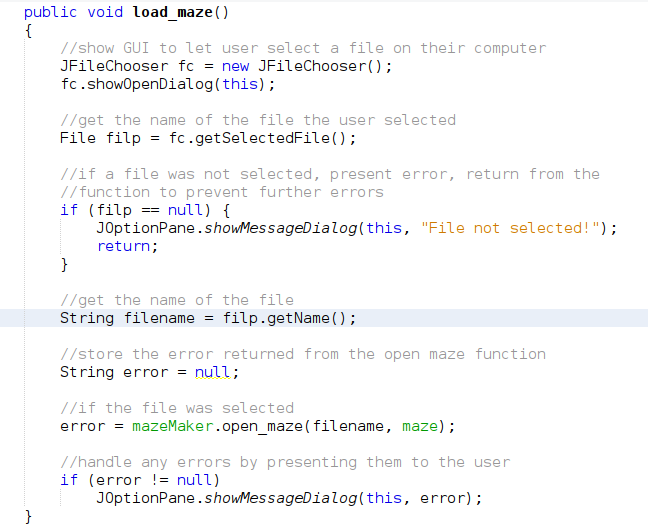 public void load_maze()
{
    //show GUI to let user select a file on their computer
    JFileChooser fc = new JFileChooser();
    fc.showOpenDialog(this);
    //get the name of the file the user selected
    File filp = fc.getSelectedFile();
    //if a file was not selected, present error, return from the
    //function to prevent further errors
    if (filp == null) {
        JOptionPane.showMessageDialog(this, "File not selected!");
        return;
    }
    //get the name of the file
    String filename = filp.getName();
    //store the error returned from the open maze function
    String error = null;
    //if the file was selected
    error = mazeMaker.open_maze(filename, maze);
    //handle any errors by presenting them to the user
    if (error != null)
        JOptionPane.showMessageDialog(this, error);
}